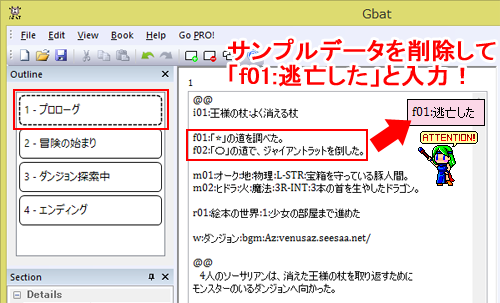 Gbat
File Edit View Book Help Go PRO!
サンプルデータを削除して
「f01:逃亡した」と入力！
Outline
1 - プロローグ
2 - 冒険の始まり
3 - ダンジョン探索中
4 - エンディング
Section
Details
1
@@
i01:王様の杖:よく消える杖
f01:「*」の道を調べた。
f02:「〇」の道で、ジャイアントラットを倒した。
m01:オーク:地:物理:L-STR:宝箱を守っている豚人間。
m02:ヒドラ:火:魔法:3R-INT:3本の首を生やしたドラゴン。
r01:絵本の世界:1:少女の部屋まで進めた
w:ダンジョン:bgm:Az:venusaz.seesaa.net/
@@
4人のソーサリアンは、消えた王様の杖を取り返すために
モンスターのいるダンジョンへ向かった。
f01:逃亡した
ATTENTION!